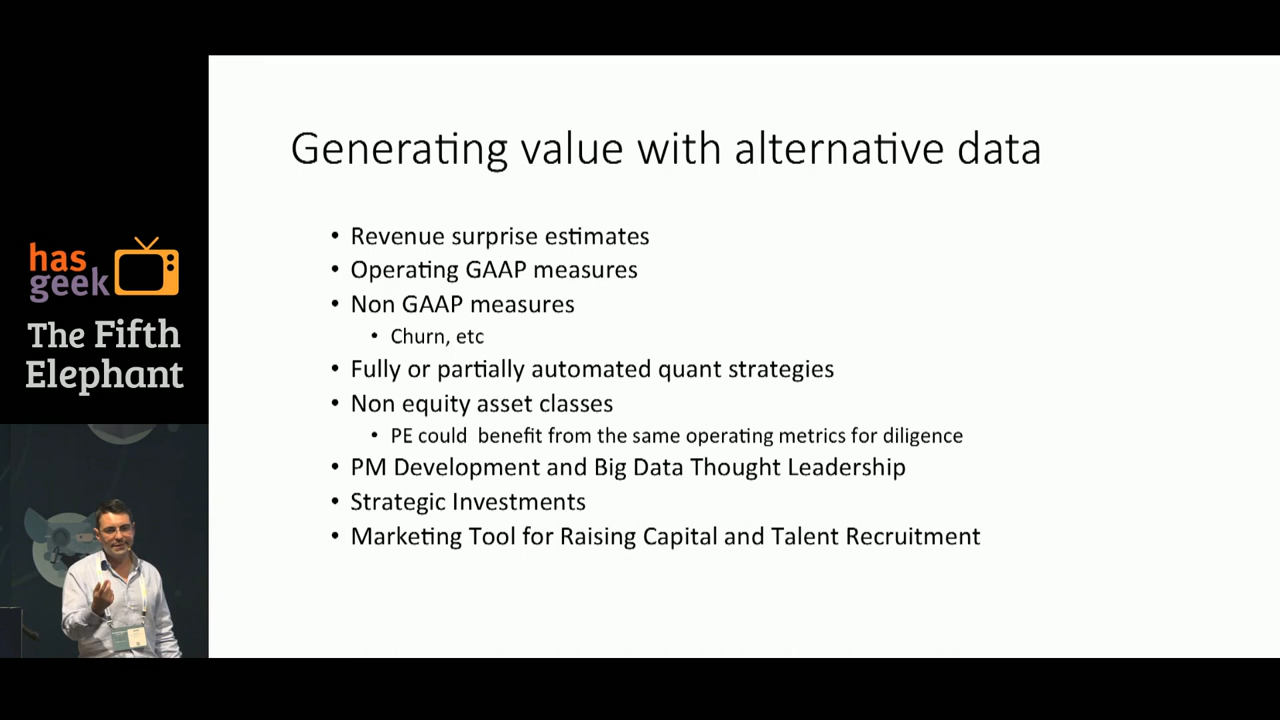 has
geek
The Fifth
Elephant
Generating value with alternative data
• Revenue surprise estimates
• Operating GAAP measures
• Non GAAP measures
• Churn, etc
• Fully or partially automated quant strategies
• Non equity asset classes
• PE could benefit from the same operating metrics for diligence
• PM Development and Big Data Thought Leadership
• Strategic Investments
• Marketing Tool for Raising Capital and Talent Recruitment